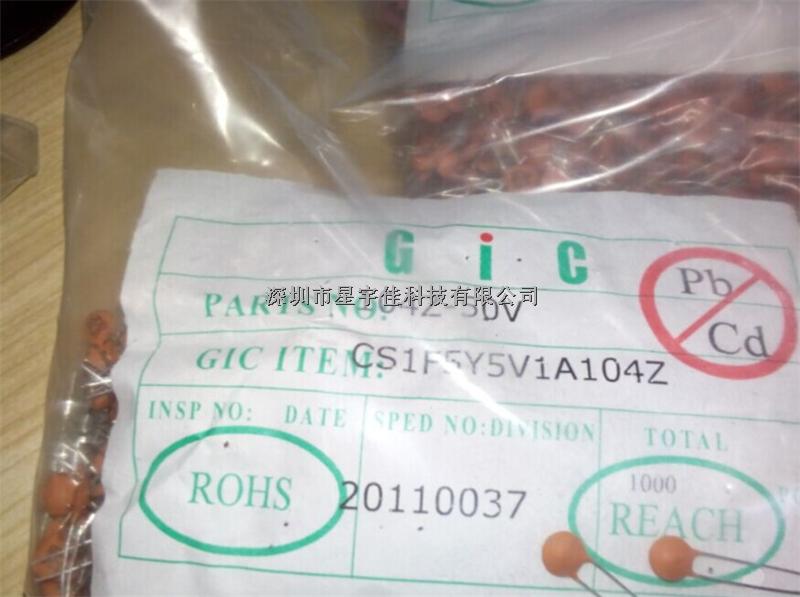 GiC
Pb
Cd
深圳市星宇佳科技有限公司
PARTS NO: 04Z 50V
GIC ITEM: CS1F5Y5V1A104Z
INSP NO: DATE SPED NO: DIVISION TOTAL
ROHS 20110037 1000
REACH